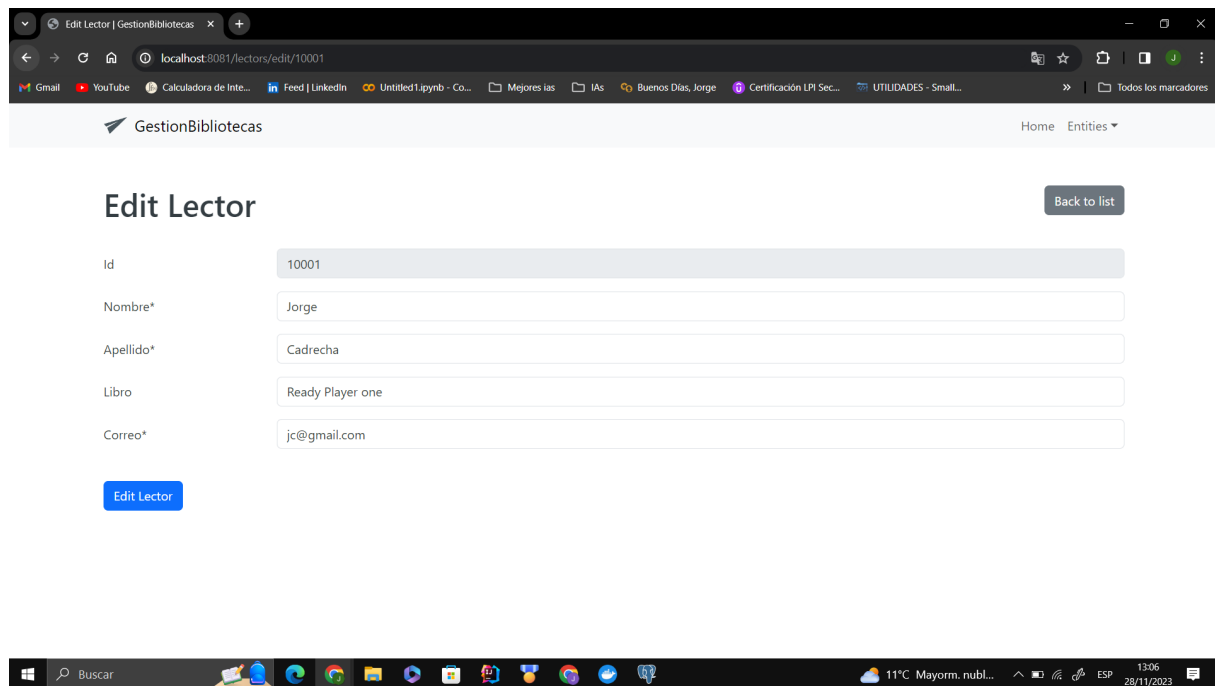 Edit Lector | GestionBibliotecas
localhost:8081/lectors/edit/10001
Gmail YouTube Calculadora de Inte... Feed | LinkedIn Untitled1.ipynb - Co... Mejores ias IAs Buenos Días, Jorge Certificación LPI Sec... UTILIDADES - Small... » Todos los marcadores
GestionBibliotecas Home Entities
Edit Lector Back to list
Id 10001
Nombre* Jorge
Apellido* Cadrecha
Libro Ready Player one
Correo* jc@gmail.com
Edit Lector
Buscar 11°C Mayorm. nubl... ESP 13:06
28/11/2023